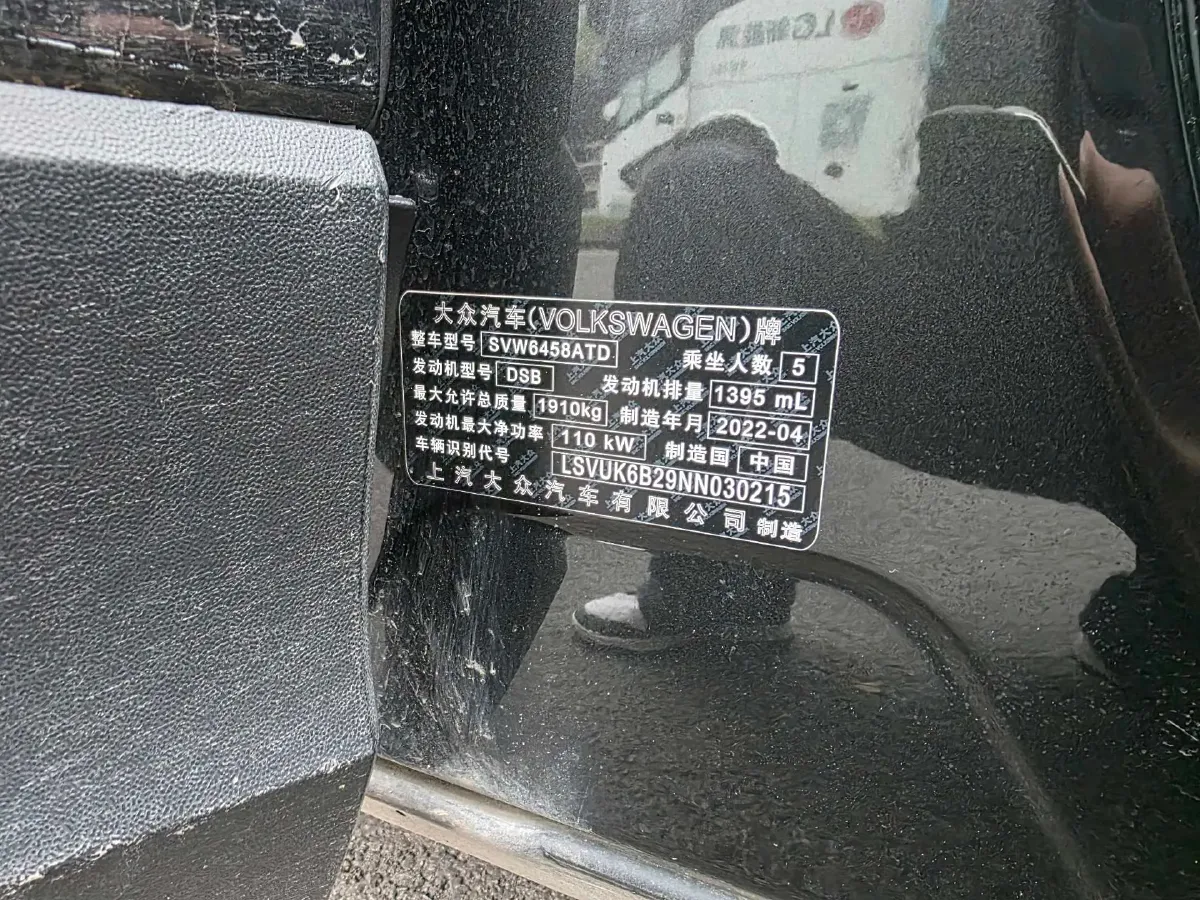 大众汽车(VOLKSWAGEN)牌
整车型号 SVW6458ATD 乘坐人数 5
发动机型号 DSB 发动机排量 1395 mL
最大允许总质量 1910kg 制造年月 2022-04
发动机最大净功率 110 kW 制造国 中国
车辆识别代号 LSVUK6B29NN030215
上汽大众汽车有限公司制造